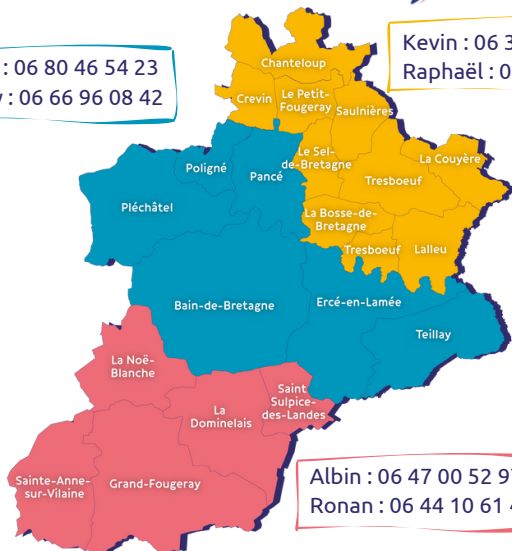 Kevin : 06 3
: 06 80 46 54 23
Raphaël : 0
: 06 66 96 08 42
Chanteloup
Crevin
Le Petit-
Fougeray
Saulnières
Le Sel-
de-Bretagne
La Couyère
Poligné
Pancé
Tresboeuf
Pléchâtel
La Bosse-de-
Bretagne
Tresboeuf
Lalleu
Bain-de-Bretagne
Ercé-en-Lamée
Teillay
La Noë-
Blanche
Saint
Sulpice-
des-Landes
La
Dominelais
Sainte-Anne-
sur-Vilaine
Grand-Fougeray
Albin : 06 47 00 52 9
Ronan : 06 44 10 61